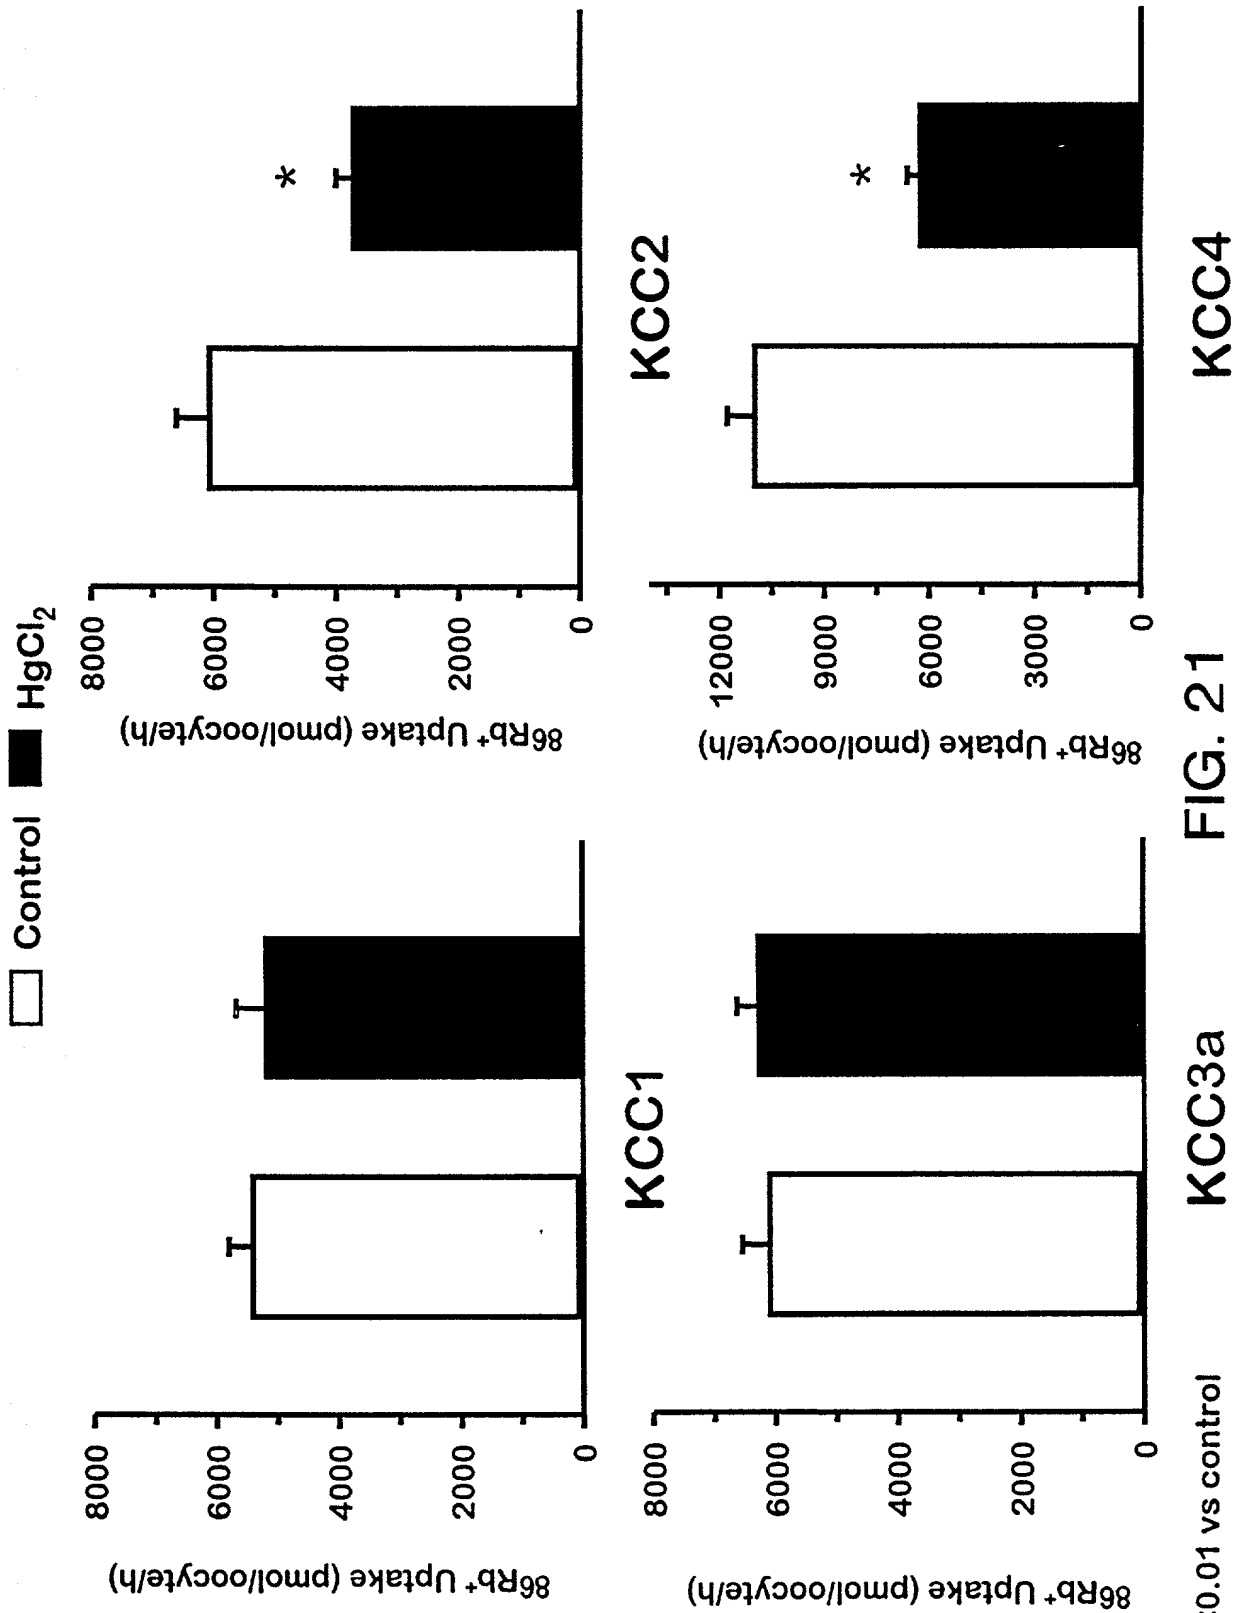 Control HgCl₂
⁸⁶Rb⁺ Uptake (pmol/oocyte/h)
8000
6000
4000
2000
0
KCC1
⁸⁶Rb⁺ Uptake (pmol/oocyte/h)
8000
6000
4000
2000
0
*
KCC2
⁸⁶Rb⁺ Uptake (pmol/oocyte/h)
8000
6000
4000
2000
0
KCC3a
⁸⁶Rb⁺ Uptake (pmol/oocyte/h)
12000
9000
6000
3000
0
*
KCC4
0.01 vs control
FIG. 21